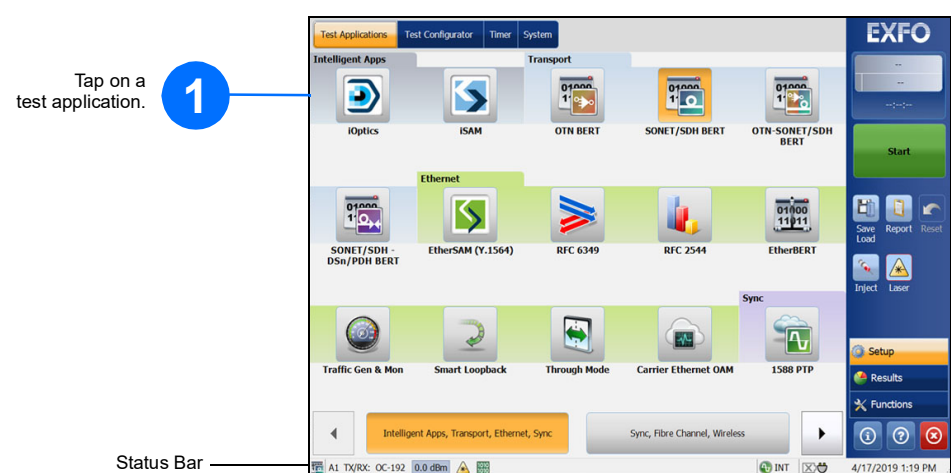 Test Applications Test Configurator Timer System
EXFO
Tap on a
test application.
1
Intelligent Apps
Transport
iOptics
iSAM
OTN BERT
SONET/SDH BERT
OTN-SONET/SDH
BERT
--
--
--:--:--
Start
Ethernet
SONET/SDH -
DSn/PDH BERT
EtherSAM (Y.1564)
RFC 6349
RFC 2544
01000
11011
EtherBERT
Save
Load
Report
Reset
Inject
Laser
Sync
Traffic Gen & Mon
Smart Loopback
Through Mode
Carrier Ethernet OAM
1588 PTP
Setup
Results
Functions
Intelligent Apps, Transport, Ethernet, Sync
Sync, Fibre Channel, Wireless
Status Bar
A1 TX/RX: OC-192 0.0 dBm
INT
4/17/2019 1:19 PM